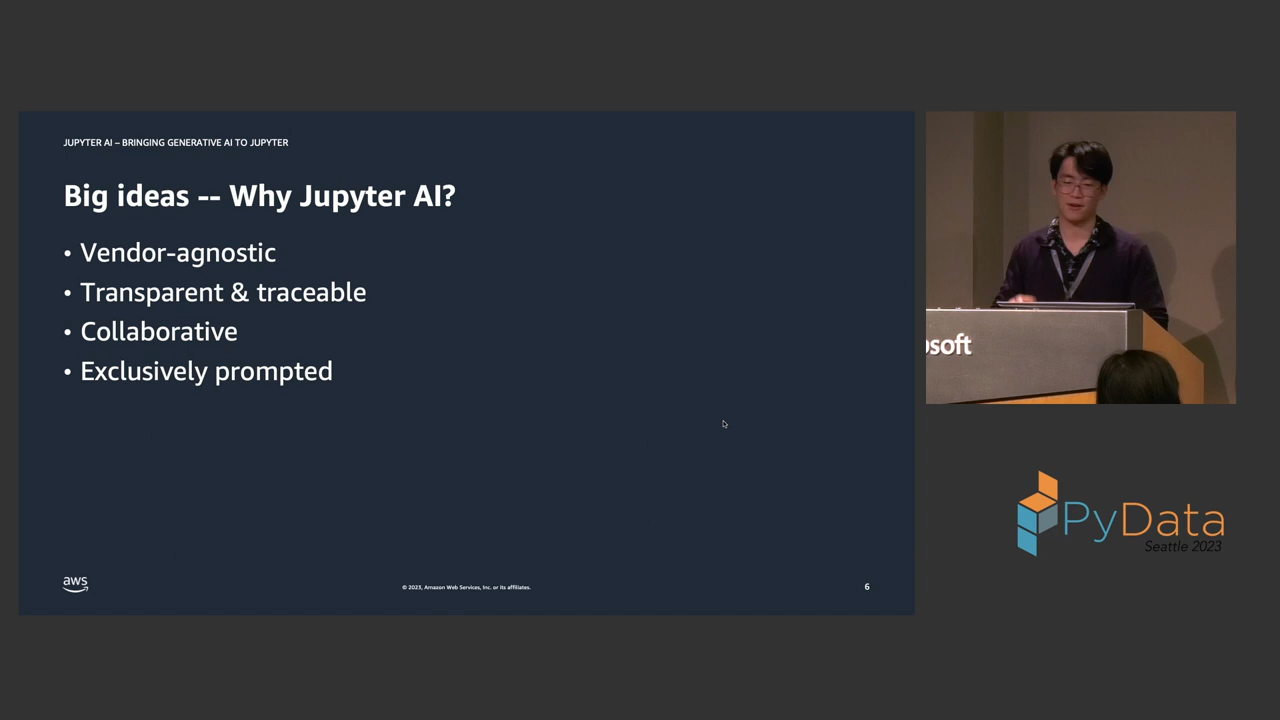 JUPYTER AI – BRINGING GENERATIVE AI TO JUPYTER
Big ideas -- Why Jupyter AI?
• Vendor-agnostic
• Transparent & traceable
• Collaborative
• Exclusively prompted
aws
© 2023, Amazon Web Services, Inc. or its affiliates.
6
osoft
PyData
Seattle 2023